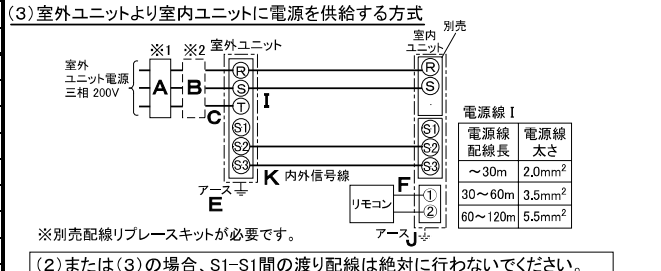 (3)室外ユニットより室内ユニットに電源を供給する方式
※1 ※2 室外ユニット 室内ユニット 別売
室外ユニット電源三相200V
A B C I
R S T S1 S2 S3
R S S1 S2 S3
K 内外信号線
アース E
リモコン F ① ②
アース J
電源線 I
電源線配線長 電源線太さ
～30m 2.0mm²
30～60m 3.5mm²
60～120m 5.5mm²
※別売配線リプレースキットが必要です。
(2)または(3)の場合、S1-S1間の渡り配線は絶対に行わないでください。